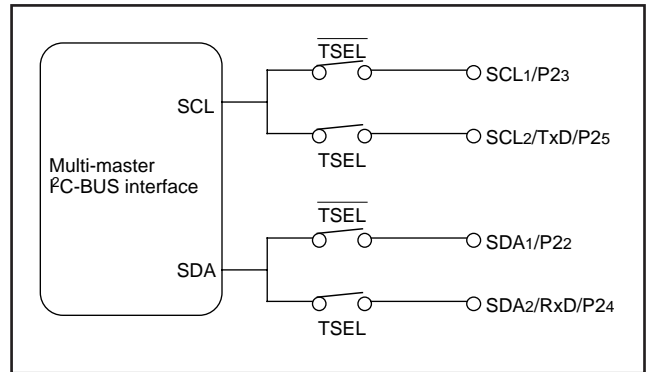 TSEL
SCL1/P23
SCL
SCL2/TxD/P25
TSEL
Multi-master
I²C-BUS interface
TSEL
SDA1/P22
SDA
SDA2/RxD/P24
TSEL